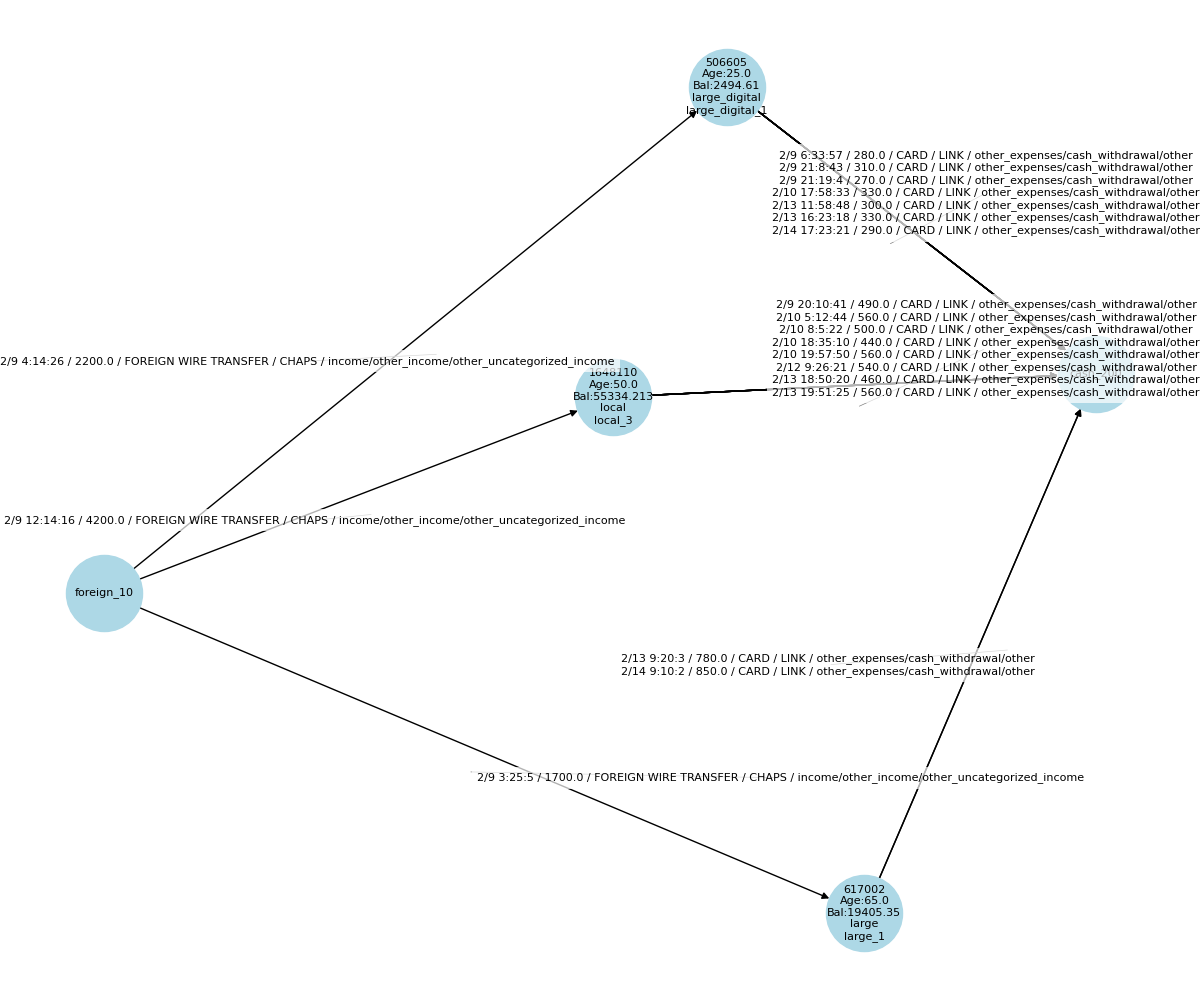 506605
Age:25.0
Bal:2494.61
large_digital
large_digital_1
2/9 6:33:57 / 280.0 / CARD / LINK / other_expenses/cash_withdrawal/other
2/9 21:8:43 / 310.0 / CARD / LINK / other_expenses/cash_withdrawal/other
2/9 21:19:4 / 270.0 / CARD / LINK / other_expenses/cash_withdrawal/other
2/10 17:58:33 / 330.0 / CARD / LINK / other_expenses/cash_withdrawal/other
2/13 11:58:48 / 300.0 / CARD / LINK / other_expenses/cash_withdrawal/other
2/13 16:23:18 / 330.0 / CARD / LINK / other_expenses/cash_withdrawal/other
2/14 17:23:21 / 290.0 / CARD / LINK / other_expenses/cash_withdrawal/other
2/9 20:10:41 / 490.0 / CARD / LINK / other_expenses/cash_withdrawal/other
2/10 5:12:44 / 560.0 / CARD / LINK / other_expenses/cash_withdrawal/other
2/10 8:5:22 / 500.0 / CARD / LINK / other_expenses/cash_withdrawal/other
2/10 18:35:10 / 440.0 / CARD / LINK / other_expenses/cash_withdrawal/other
2/10 19:57:50 / 560.0 / CARD / LINK / other_expenses/cash_withdrawal/other
2/12 9:26:21 / 540.0 / CARD / LINK / other_expenses/cash_withdrawal/other
2/13 18:50:20 / 460.0 / CARD / LINK / other_expenses/cash_withdrawal/other
2/13 19:51:25 / 560.0 / CARD / LINK / other_expenses/cash_withdrawal/other
2/9 4:14:26 / 2200.0 / FOREIGN WIRE TRANSFER / CHAPS / income/other_income/other_uncategorized_income
1648110
Age:50.0
Bal:55334.213
local
local_3
2/9 12:14:16 / 4200.0 / FOREIGN WIRE TRANSFER / CHAPS / income/other_income/other_uncategorized_income
foreign_10
2/13 9:20:3 / 780.0 / CARD / LINK / other_expenses/cash_withdrawal/other
2/14 9:10:2 / 850.0 / CARD / LINK / other_expenses/cash_withdrawal/other
2/9 3:25:5 / 1700.0 / FOREIGN WIRE TRANSFER / CHAPS / income/other_income/other_uncategorized_income
617002
Age:65.0
Bal:19405.35
large
large_1